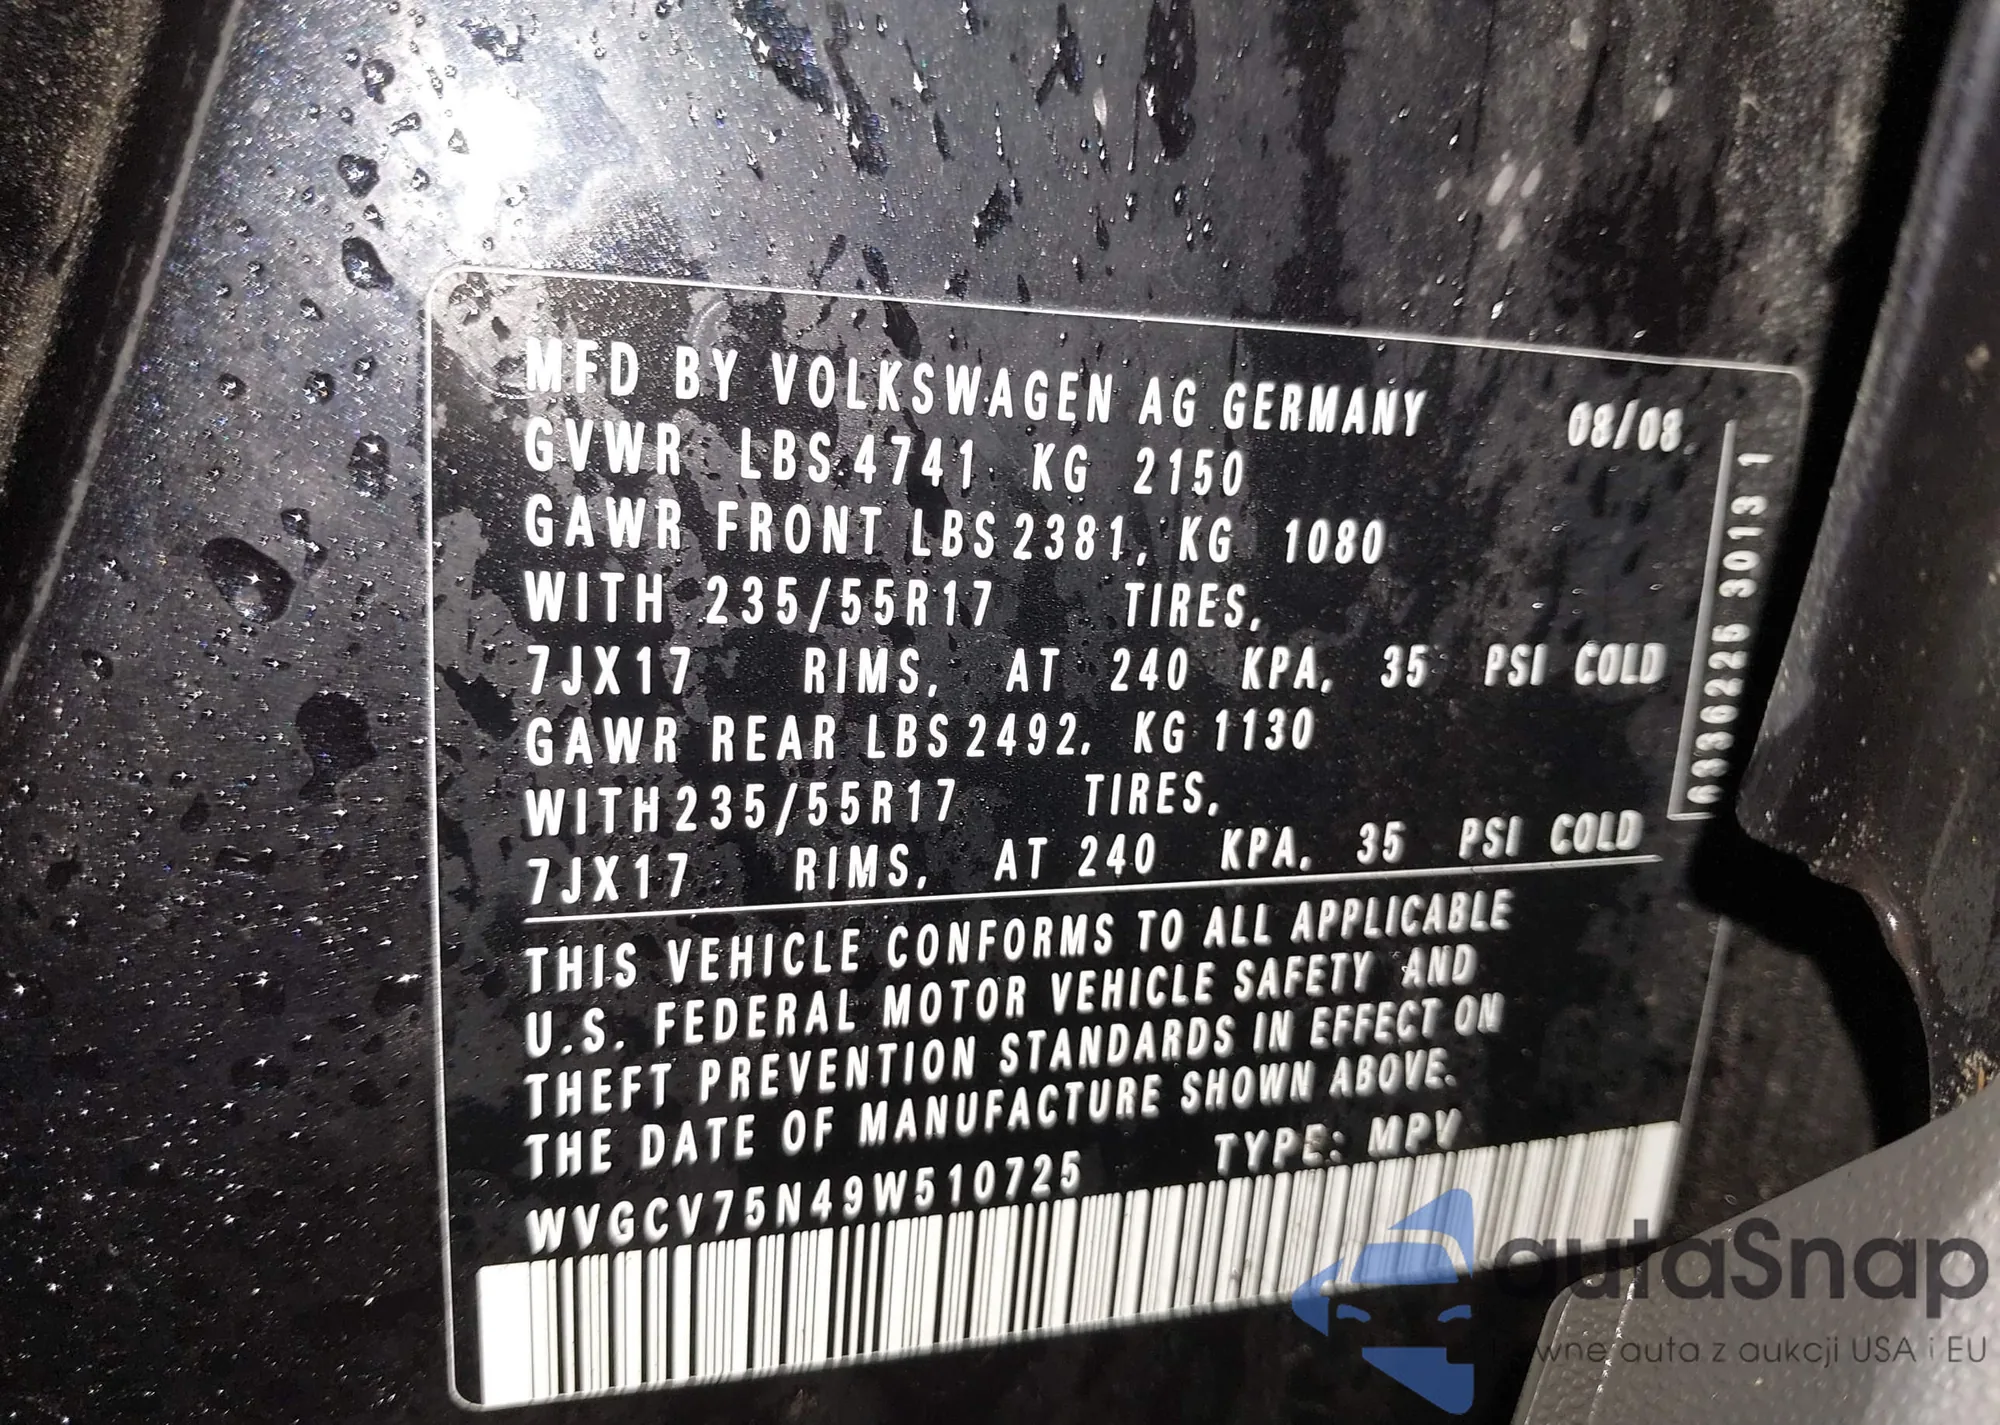 MFD BY VOLKSWAGEN AG GERMANY 08/08
GVWR LBS 4741 KG 2150
GAWR FRONT LBS 2381, KG 1080
WITH 235/55R17 TIRES,
7JX17 RIMS, AT 240 KPA, 35 PSI COLD
GAWR REAR LBS 2492, KG 1130
WITH 235/55R17 TIRES,
7JX17 RIMS, AT 240 KPA, 35 PSI COLD
6336225 3013 1
THIS VEHICLE CONFORMS TO ALL APPLICABLE
U.S. FEDERAL MOTOR VEHICLE SAFETY AND
THEFT PREVENTION STANDARDS IN EFFECT ON
THE DATE OF MANUFACTURE SHOWN ABOVE.
WVGCV75N49W510725 TYPE: MPV
autaSnap
auta z aukcji USA i EU